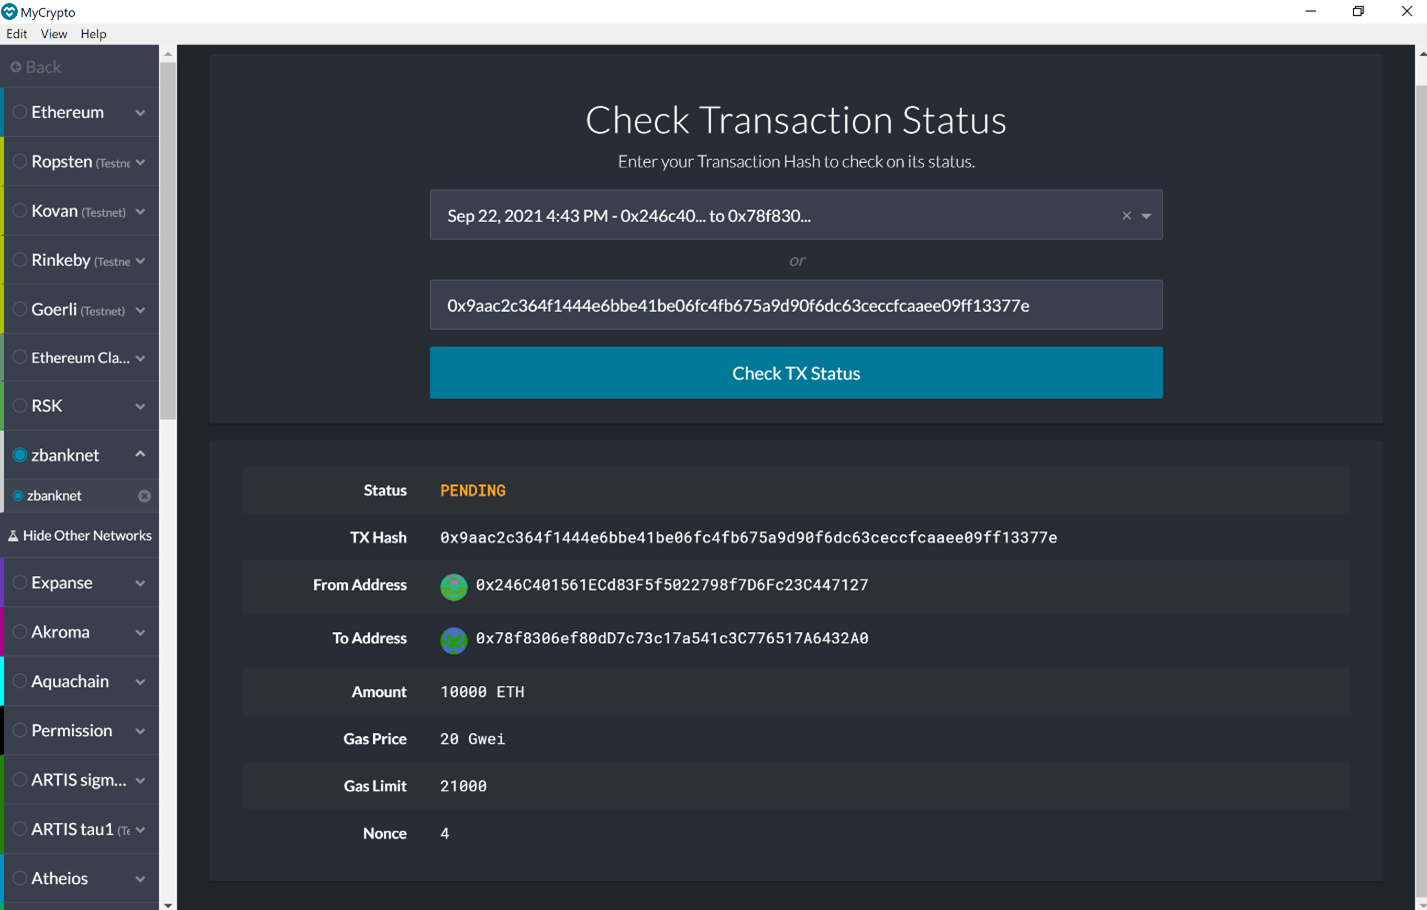 MyCrypto
Edit View Help
Back
Ethereum
Ropsten (Testne
Kovan (Testnet)
Rinkeby (Testne
Goerli (Testnet)
Ethereum Cla...
RSK
zbanknet
zbanknet
Hide Other Networks
Expanse
Akroma
Aquachain
Permission
ARTIS sigm...
ARTIS tau1 (Te
Atheios
Check Transaction Status
Enter your Transaction Hash to check on its status.
Sep 22, 2021 4:43 PM - 0x246c40... to 0x78f830...
or
0x9aac2c364f1444e6bbe41be06fc4fb675a9d90f6dc63ceccfcaaee09ff13377e
Check TX Status
Status PENDING
TX Hash 0x9aac2c364f1444e6bbe41be06fc4fb675a9d90f6dc63ceccfcaaee09ff13377e
From Address 0x246C401561ECd83F5f5022798f7D6Fc23C447127
To Address 0x78f8306ef80dD7c73c17a541c3C776517A6432A0
Amount 10000 ETH
Gas Price 20 Gwei
Gas Limit 21000
Nonce 4